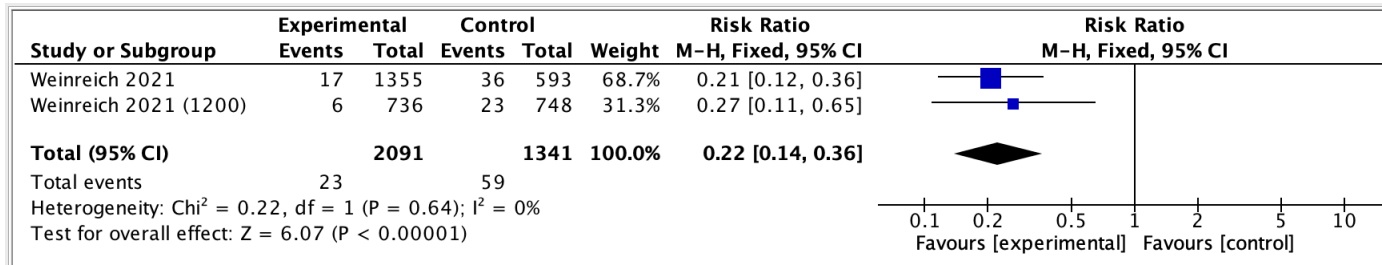 Experimental Control Risk Ratio Risk Ratio
Study or Subgroup Events Total Events Total Weight M-H, Fixed, 95% CI M-H, Fixed, 95% CI
Weinreich 2021 17 1355 36 593 68.7% 0.21 [0.12, 0.36]
Weinreich 2021 (1200) 6 736 23 748 31.3% 0.27 [0.11, 0.65]
Total (95% CI) 2091 1341 100.0% 0.22 [0.14, 0.36]
Total events 23 59
Heterogeneity: Chi² = 0.22, df = 1 (P = 0.64); I² = 0%
Test for overall effect: Z = 6.07 (P < 0.00001)
0.1 0.2 0.5 1 2 5 10
Favours [experimental] Favours [control]